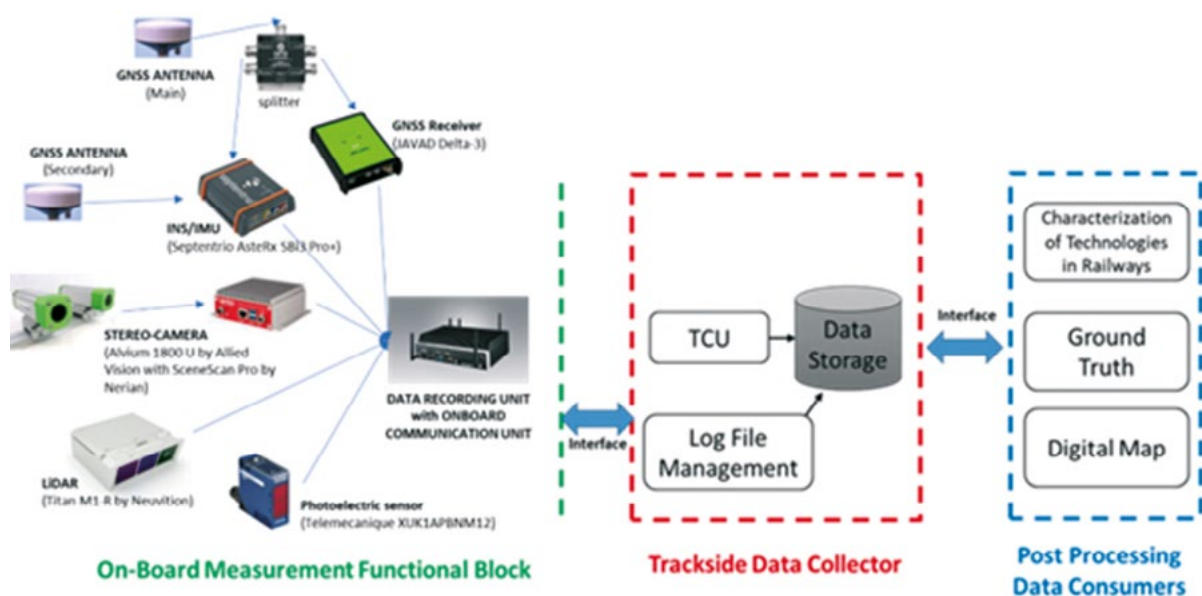 GNSS ANTENNA
(Main)
splitter
GNSS Receiver
(JAVAD Delta-3)
GNSS ANTENNA
(Secondary)
INS/IMU
(Septentrio AsteRx SBi3 Pro+)
STEREO-CAMERA
(Alvium 1800 U by Allied
Vision with SceneScan Pro by
Nerian)
DATA RECORDING UNIT
with ONBOARD
COMMUNICATION UNIT
LiDAR
(Titan M1-R by Neuvition)
Photoelectric sensor
(Telemecanique XUK1APBNM12)
On-Board Measurement Functional Block
Interface
TCU
Data
Storage
Log File
Management
Trackside Data Collector
Interface
Characterization
of Technologies
in Railways
Ground
Truth
Digital Map
Post Processing
Data Consumers